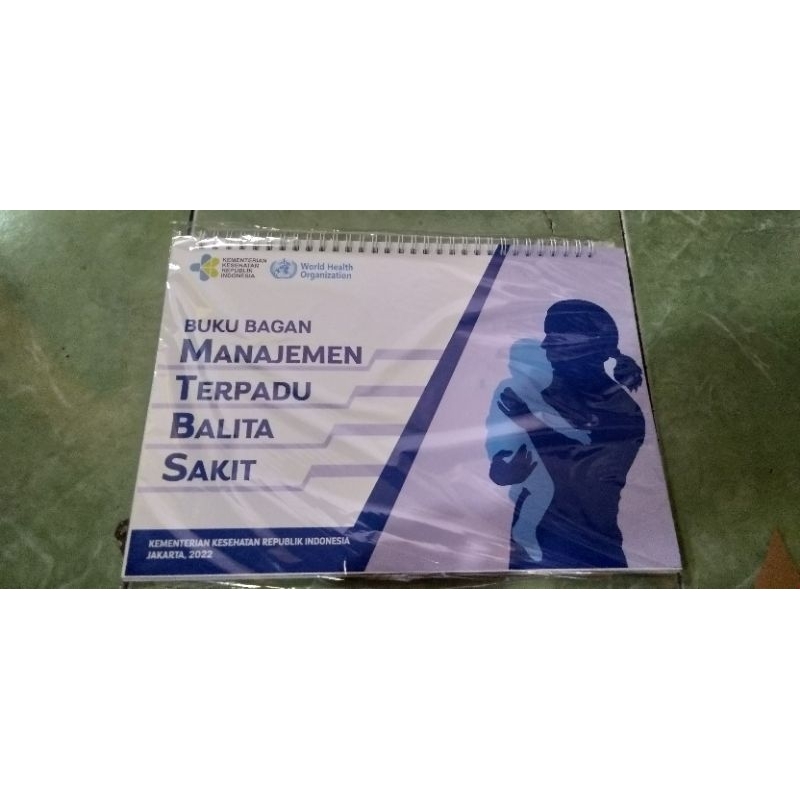 KEMENTERIAN
KESEHATAN
REPUBLIK
INDONESIA
World Health
Organization
BUKU BAGAN
MANAJEMEN
TERPADU
BALITA
SAKIT
KEMENTERIAN KESEHATAN REPUBLIK INDONESIA
JAKARTA, 2022